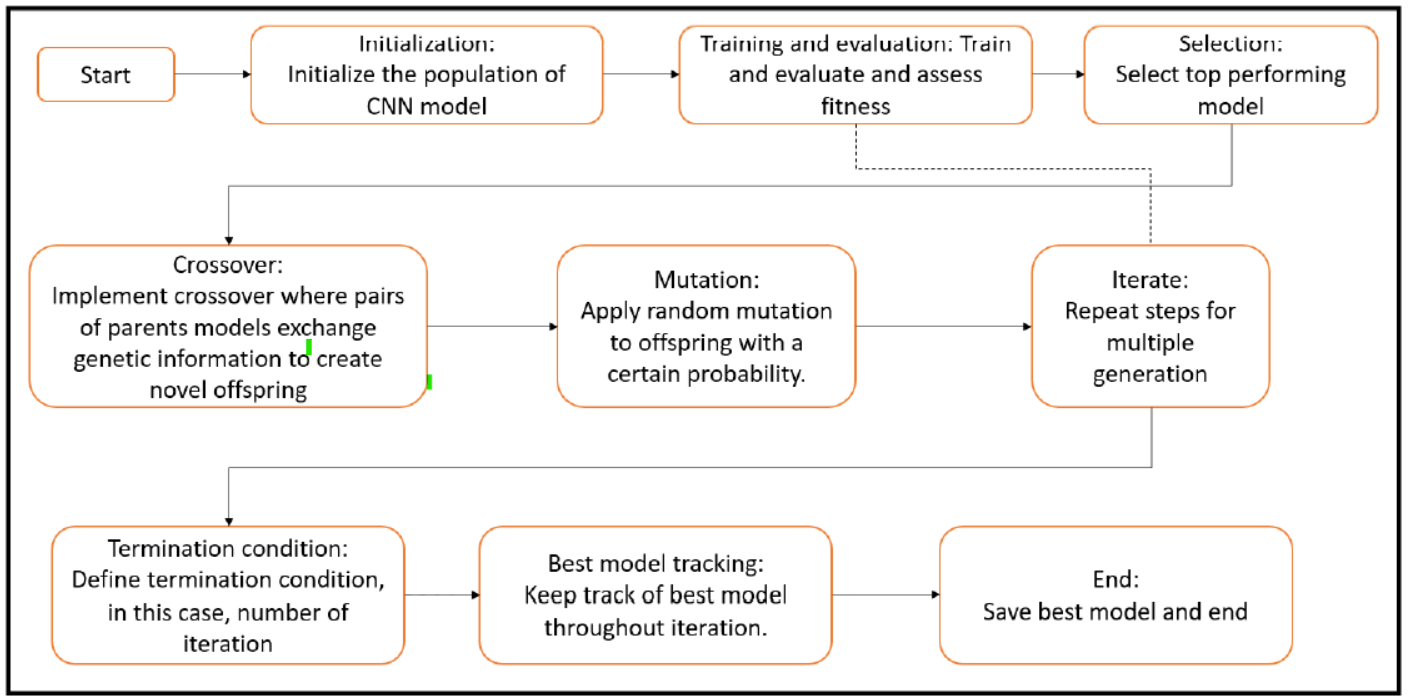 Start
Initialization:
Initialize the population of
CNN model
Training and evaluation: Train
and evaluate and assess
fitness
Selection:
Select top performing
model
Crossover:
Implement crossover where pairs
of parents models exchange
genetic information to create
novel offspring
Mutation:
Apply random mutation
to offspring with a
certain probability.
Iterate:
Repeat steps for
multiple
generation
Termination condition:
Define termination condition,
in this case, number of
iteration
Best model tracking:
Keep track of best model
throughout iteration.
End:
Save best model and end